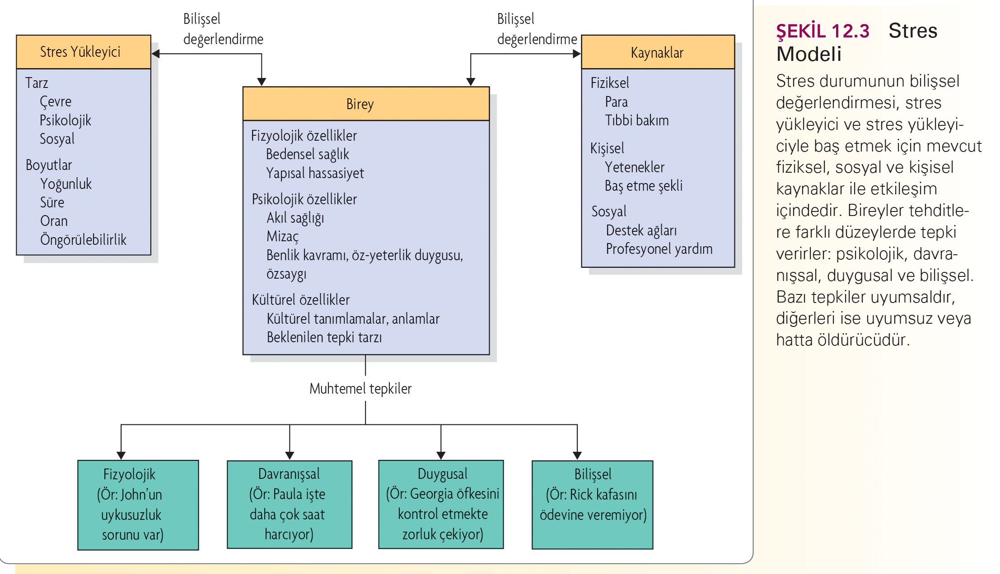 Bilişsel
değerlendirme
Bilişsel
değerlendirme
Stres Yükleyici
Tarz
Çevre
Psikolojik
Sosyal
Boyutlar
Yoğunluk
Süre
Oran
Öngörülebilirlik
Birey
Fizyolojik özellikler
Bedensel sağlık
Yapısal hassasiyet
Psikolojik özellikler
Akıl sağlığı
Mizaç
Benlik kavramı, öz-yeterlik duygusu,
özsaygı
Kültürel özellikler
Kültürel tanımlamalar, anlamlar
Beklenilen tepki tarzı
Kaynaklar
Fiziksel
Para
Tıbbi bakım
Kişisel
Yetenekler
Baş etme şekli
Sosyal
Destek ağları
Profesyonel yardım
Muhtemel tepkiler
Fizyolojik
(Ör: John’un
uykusuzluk
sorunu var)
Davranışsal
(Ör: Paula işte
daha çok saat
harcıyor)
Duygusal
(Ör: Georgia öfkesini
kontrol etmekte
zorluk çekiyor)
Bilişsel
(Ör: Rick kafasını
ödevine veremiyor)
ŞEKİL 12.3 Stres
Modeli
Stres durumunun bilişsel
değerlendirmesi, stres
yükleyici ve stres yükleyi-
ciyle baş etmek için mevcut
fiziksel, sosyal ve kişisel
kaynaklar ile etkileşim
içindedir. Bireyler tehditle-
re farklı düzeylerde tepki
verirler: psikolojik, davra-
nışsal, duygusal ve bilişsel.
Bazı tepkiler uyumsaldır,
diğerleri ise uyumsuz veya
hatta öldürücüdür.